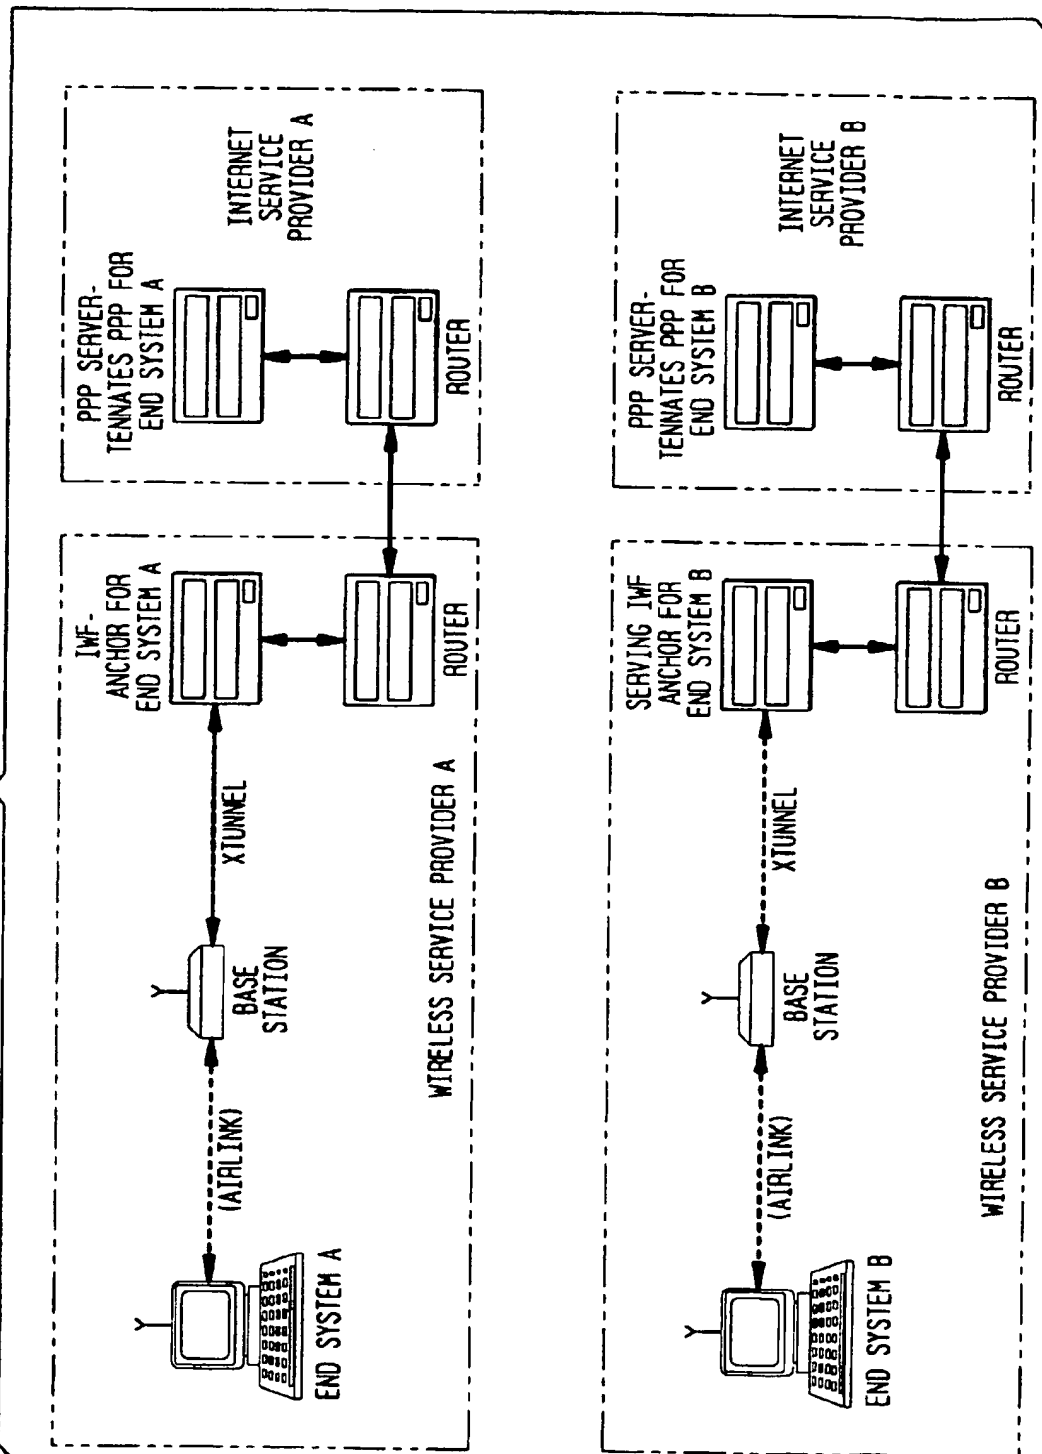 END SYSTEM A
(AIRLINK)
BASE
STATION
XTUNNEL
WIRELESS SERVICE PROVIDER A
IWF-
ANCHOR FOR
END SYSTEM A
ROUTER
PPP SERVER-
TENNATES PPP FOR
END SYSTEM A
ROUTER
INTERNET
SERVICE
PROVIDER A
END SYSTEM B
(AIRLINK)
BASE
STATION
XTUNNEL
WIRELESS SERVICE PROVIDER B
SERVING IWF
ANCHOR FOR
END SYSTEM B
ROUTER
PPP SERVER-
TENNATES PPP FOR
END SYSTEM B
ROUTER
INTERNET
SERVICE
PROVIDER B